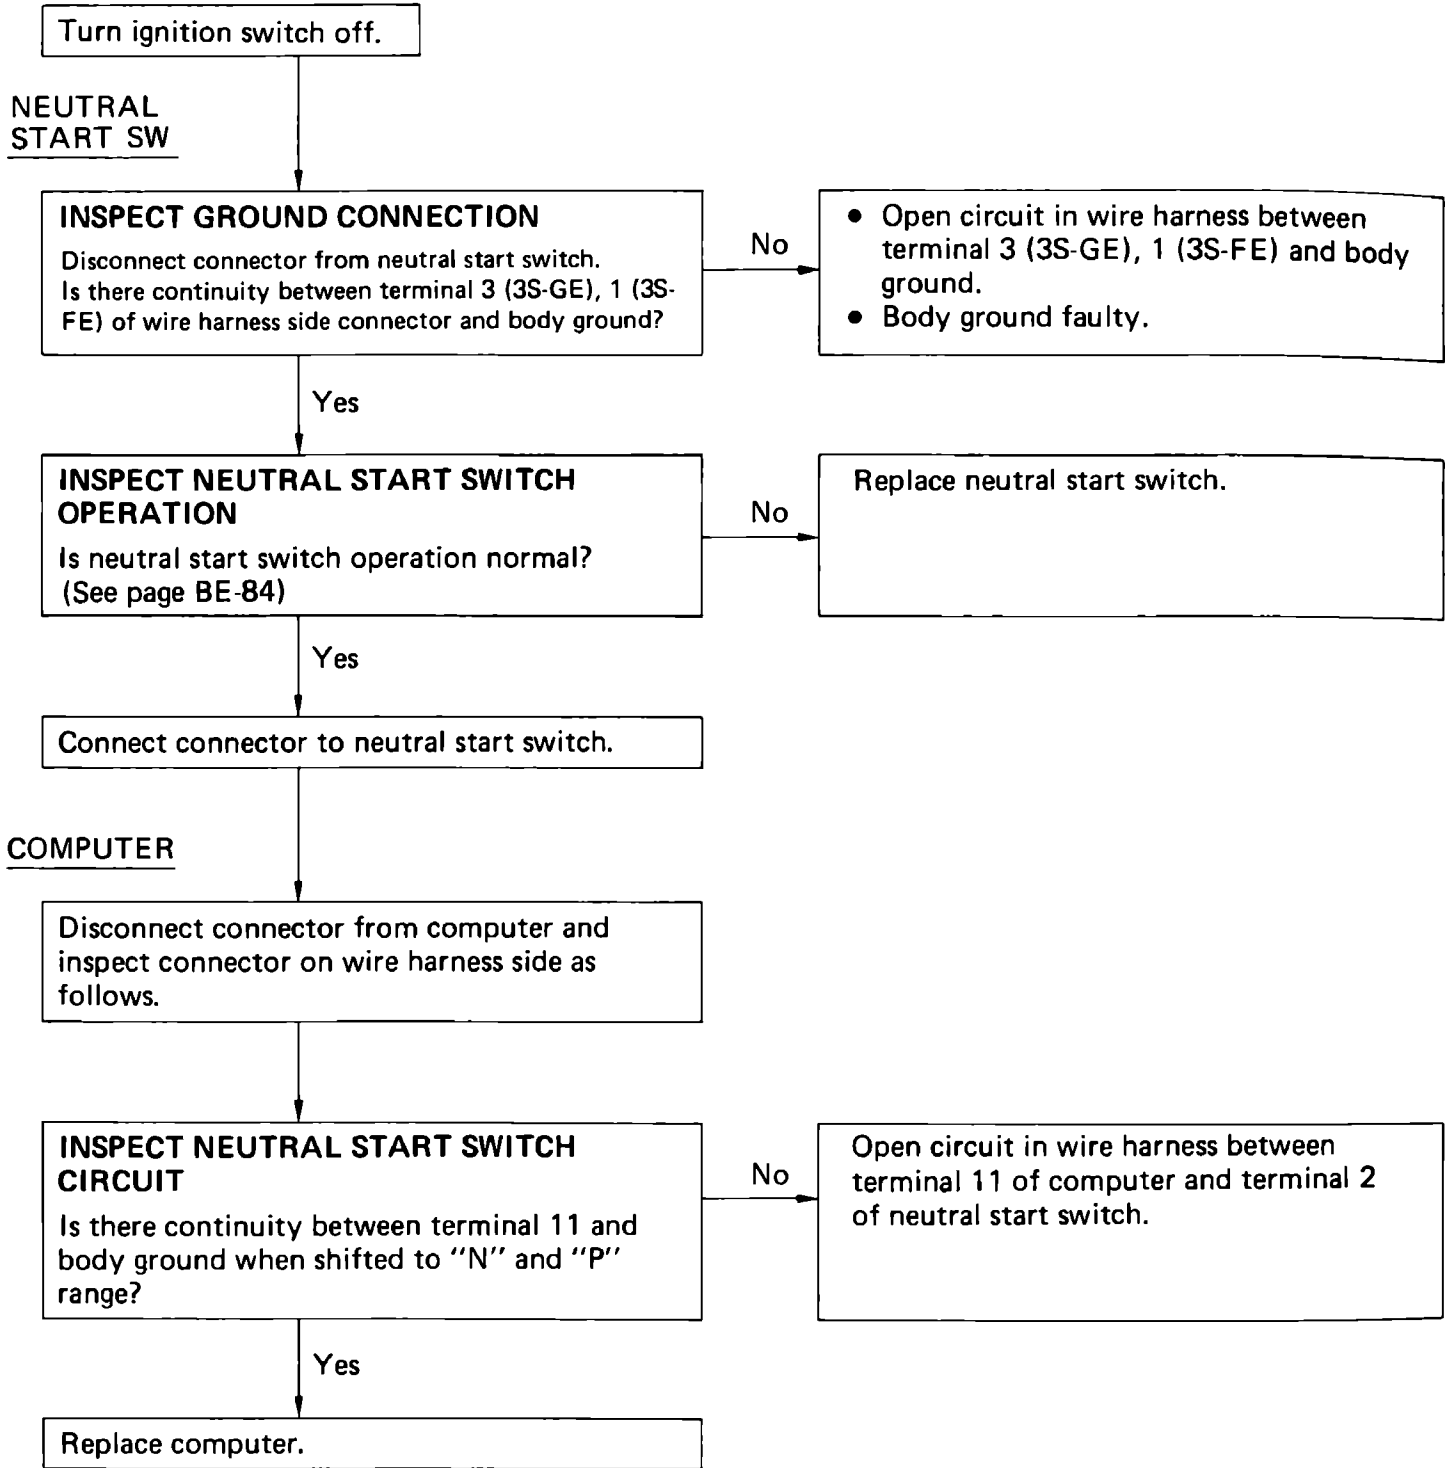 Turn ignition switch off.
NEUTRAL
START SW
INSPECT GROUND CONNECTION
Disconnect connector from neutral start switch.
Is there continuity between terminal 3 (3S-GE), 1 (3S-
FE) of wire harness side connector and body ground?
No
• Open circuit in wire harness between
terminal 3 (3S-GE), 1 (3S-FE) and body
ground.
• Body ground faulty.
Yes
INSPECT NEUTRAL START SWITCH
OPERATION
Is neutral start switch operation normal?
(See page BE-84)
No
Replace neutral start switch.
Yes
Connect connector to neutral start switch.
COMPUTER
Disconnect connector from computer and
inspect connector on wire harness side as
follows.
INSPECT NEUTRAL START SWITCH
CIRCUIT
Is there continuity between terminal 11 and
body ground when shifted to "N" and "P"
range?
No
Open circuit in wire harness between
terminal 11 of computer and terminal 2
of neutral start switch.
Yes
Replace computer.